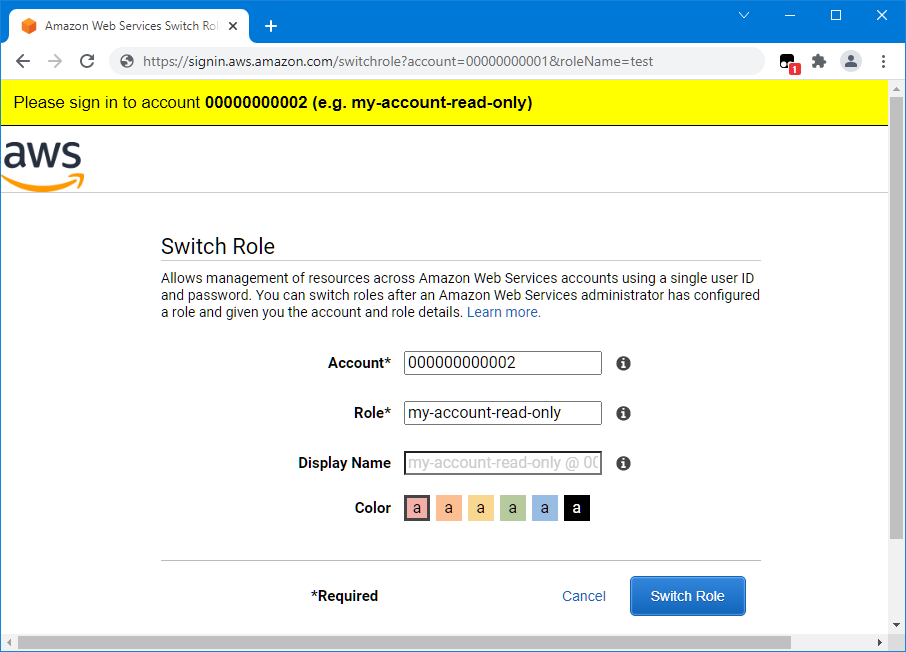 Amazon Web Services Switch Rol
https://signin.aws.amazon.com/switchrole?account=00000000001&roleName=test
1
Please sign in to account 00000000002 (e.g. my-account-read-only)
aws
Switch Role
Allows management of resources across Amazon Web Services accounts using a single user ID
and password. You can switch roles after an Amazon Web Services administrator has configured
a role and given you the account and role details. Learn more.
Account* 000000000002
Role* my-account-read-only
Display Name my-account-read-only @ 00
Color a a a a a a
*Required Cancel Switch Role